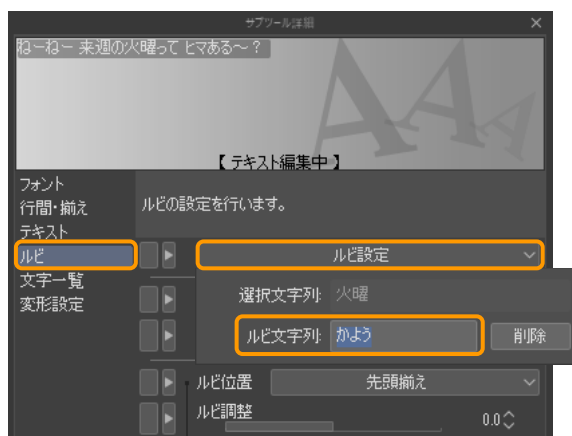 サブツール詳細
ねーねー 来週の火曜って ヒマある～？
AAA
【 テキスト編集中 】
フォント
行間・揃え
テキスト
ルビ
文字一覧
変形設定
ルビの設定を行います。
ルビ設定
選択文字列: 火曜
ルビ文字列: かよう 削除
ルビ位置 先頭揃え
ルビ調整 0.0